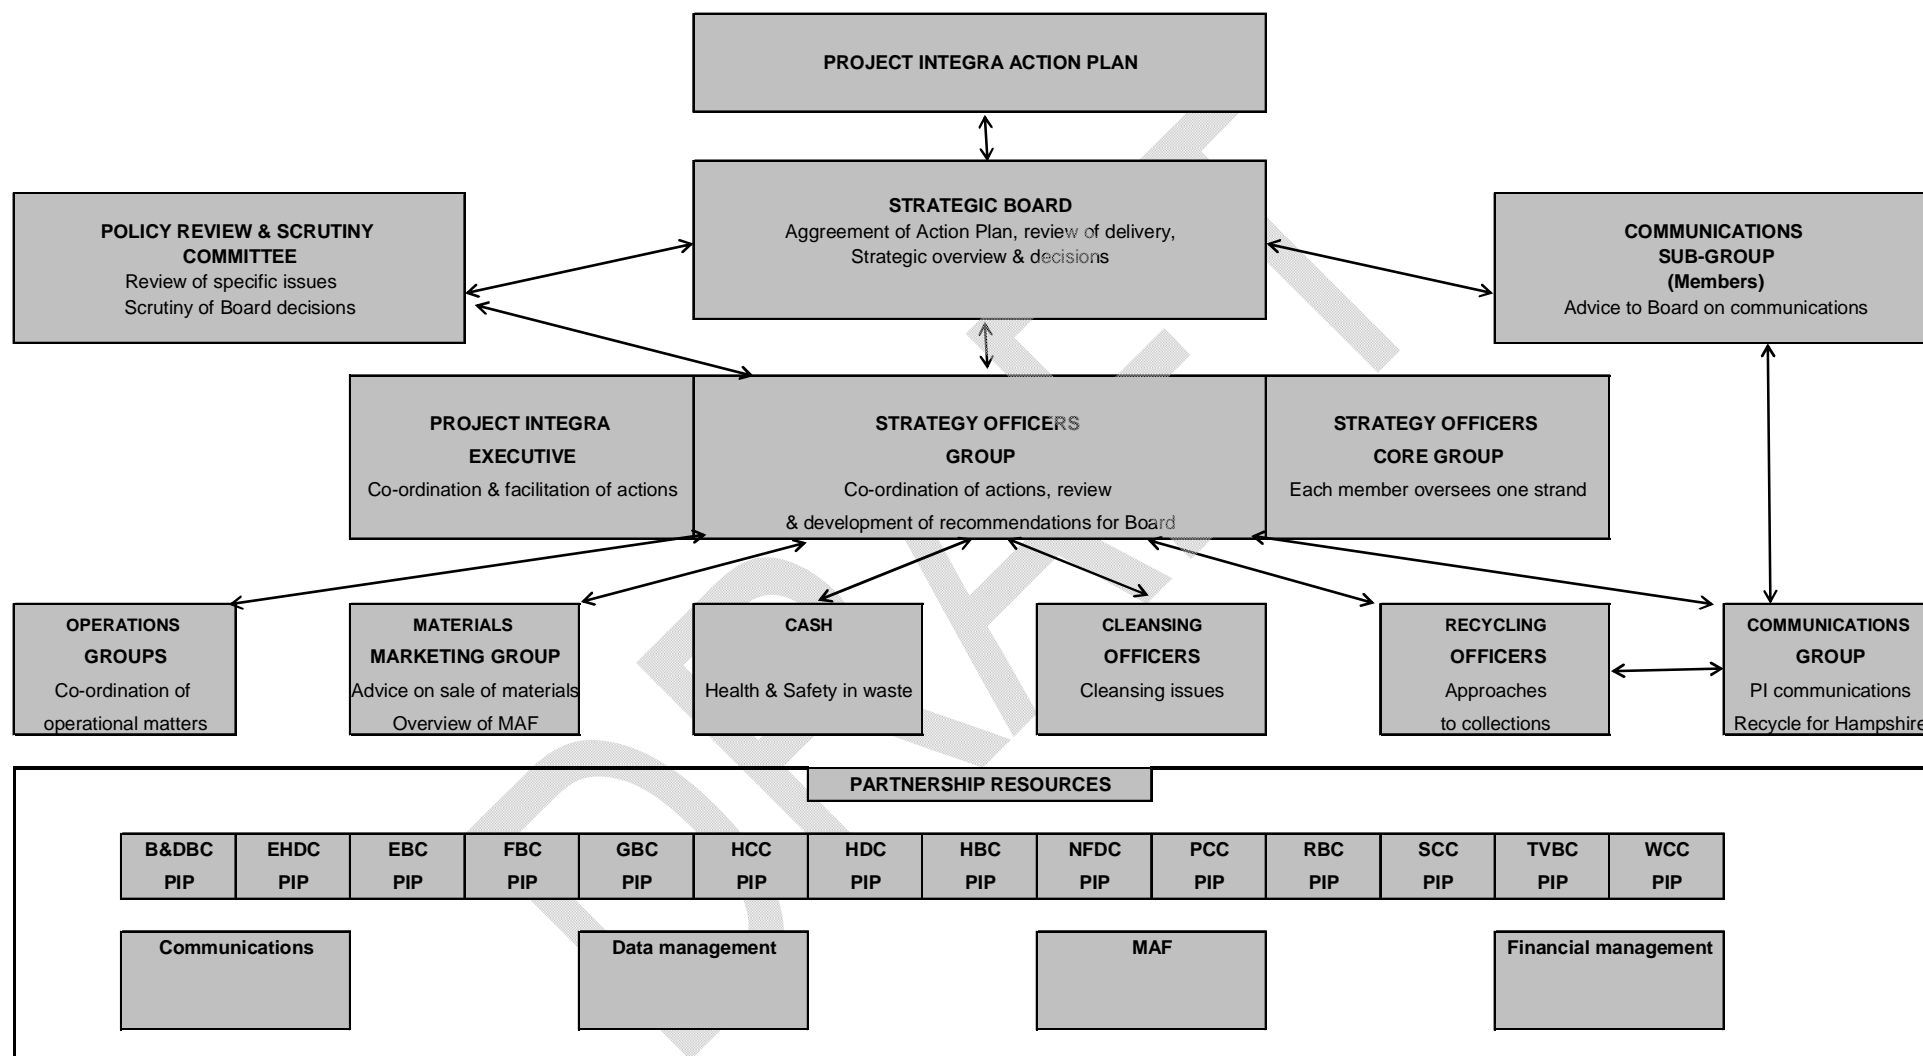 PROJECT INTEGRA ACTION PLAN
STRATEGIC BOARD
Aggreement of Action Plan, review of delivery,
Strategic overview & decisions
POLICY REVIEW & SCRUTINY
COMMITTEE
Review of specific issues
Scrutiny of Board decisions
COMMUNICATIONS
SUB-GROUP
(Members)
Advice to Board on communications
PROJECT INTEGRA
EXECUTIVE
Co-ordination & facilitation of actions
STRATEGY OFFICERS
GROUP
Co-ordination of actions, review
& development of recommendations for Board
STRATEGY OFFICERS
CORE GROUP
Each member oversees one strand
OPERATIONS
GROUPS
Co-ordination of
operational matters
MATERIALS
MARKETING GROUP
Advice on sale of materials
Overview of MAF
CASH
Health & Safety in waste
CLEANSING
OFFICERS
Cleansing issues
RECYCLING
OFFICERS
Approaches
to collections
COMMUNICATIONS
GROUP
PI communications
Recycle for Hampshire
PARTNERSHIP RESOURCES
B&DBC
PIP
EHDC
PIP
EBC
PIP
FBC
PIP
GBC
PIP
HCC
PIP
HDC
PIP
HBC
PIP
NFDC
PIP
PCC
PIP
RBC
PIP
SCC
PIP
TVBC
PIP
WCC
PIP
Communications
Data management
MAF
Financial management
DRAFT